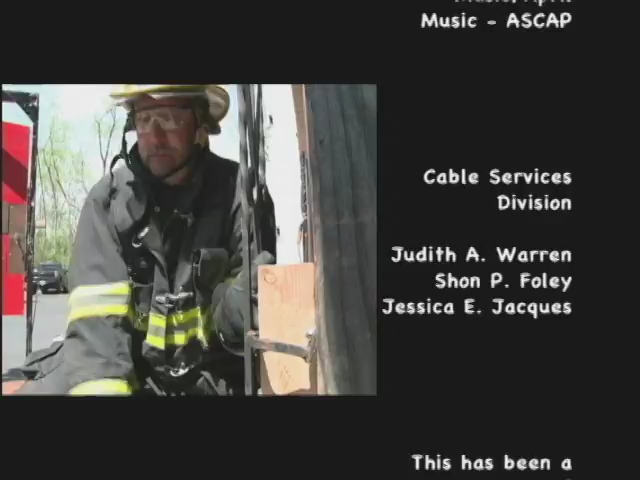 Music - ASCAP
Cable Services
Division
Judith A. Warren
Shon P. Foley
Jessica E. Jacques
This has been a